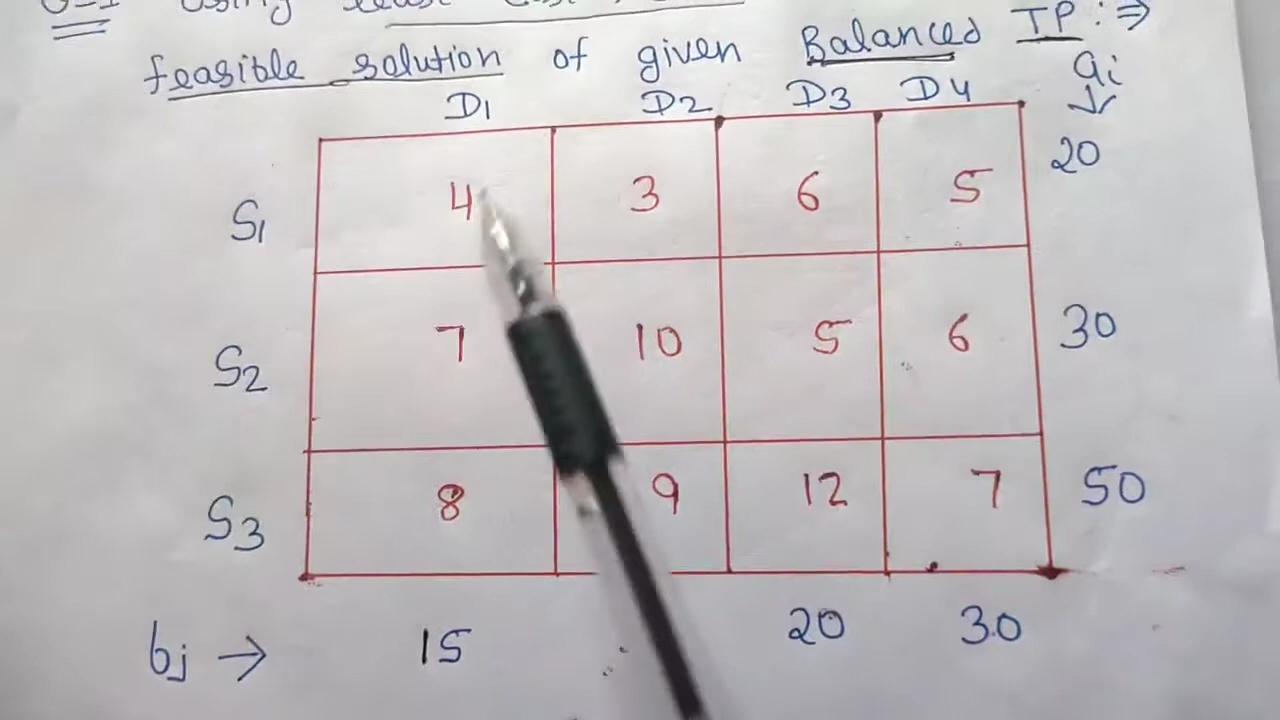 feasible solution of given Balanced TP :⇒
D1 D2 D3 D4 ai ↓
S1 4 3 6 5 20
S2 7 10 5 6 30
S3 8 9 12 7 50
bj → 15 20 30